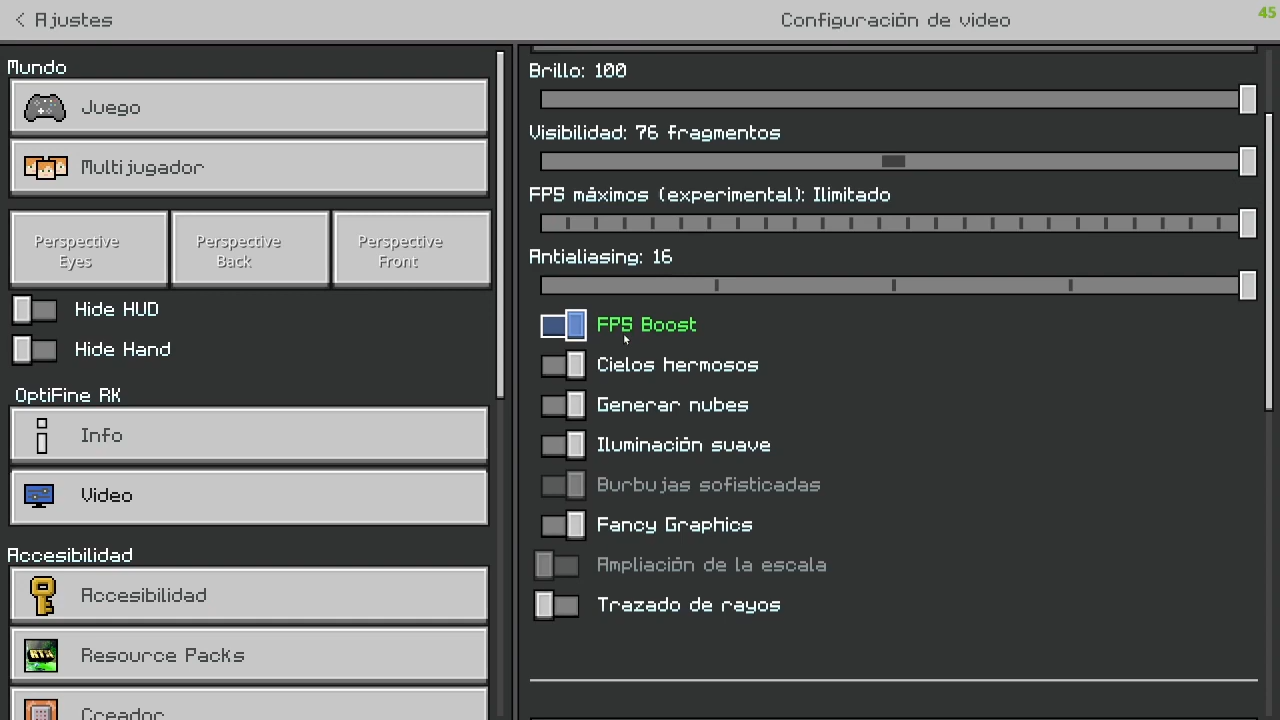 Ajustes
Configuración de video
45
Mundo
Juego
Multijugador
Perspective
Eyes
Perspective
Back
Perspective
Front
Hide HUD
Hide Hand
OptiFine RK
Info
Video
Accesibilidad
Accesibilidad
Resource Packs
Creador
Brillo: 100
Visibilidad: 76 fragmentos
FPS máximos (experimental): Ilimitado
Antialiasing: 16
FPS Boost
Cielos hermosos
Generar nubes
Iluminación suave
Burbujas sofisticadas
Fancy Graphics
Ampliación de la escala
Trazado de rayos